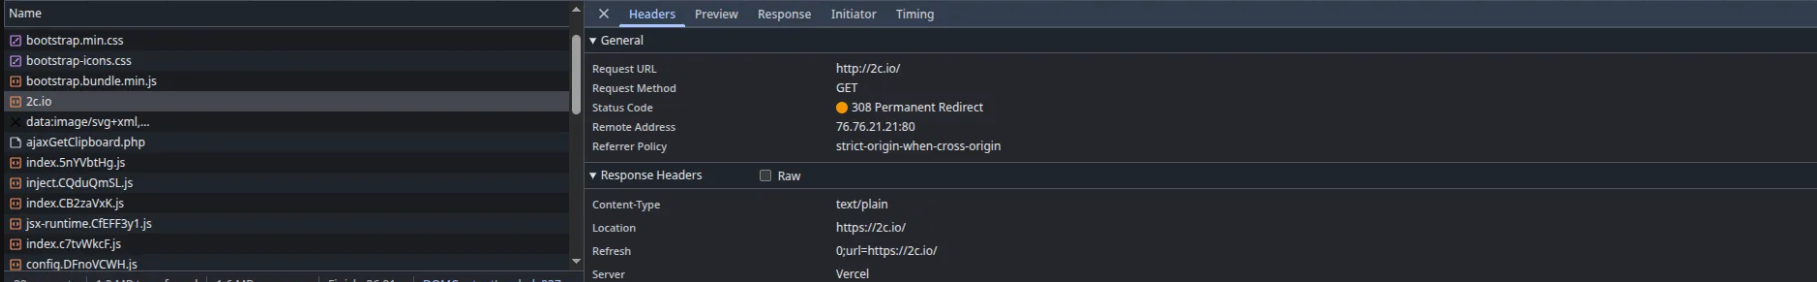 Name
bootstrap.min.css
bootstrap-icons.css
bootstrap.bundle.min.js
2c.io
data:image/svg+xml,...
ajaxGetClipboard.php
index.5nYVbtHg.js
inject.CQduQmSL.js
index.CB2zaVxK.js
jsx-runtime.CfEFF3y1.js
index.c7tvWkcF.js
config.DFnoVCWH.js
Headers Preview Response Initiator Timing
General
Request URL http://2c.io/
Request Method GET
Status Code 308 Permanent Redirect
Remote Address 76.76.21.21:80
Referrer Policy strict-origin-when-cross-origin
Response Headers Raw
Content-Type text/plain
Location https://2c.io/
Refresh 0;url=https://2c.io/
Server Vercel